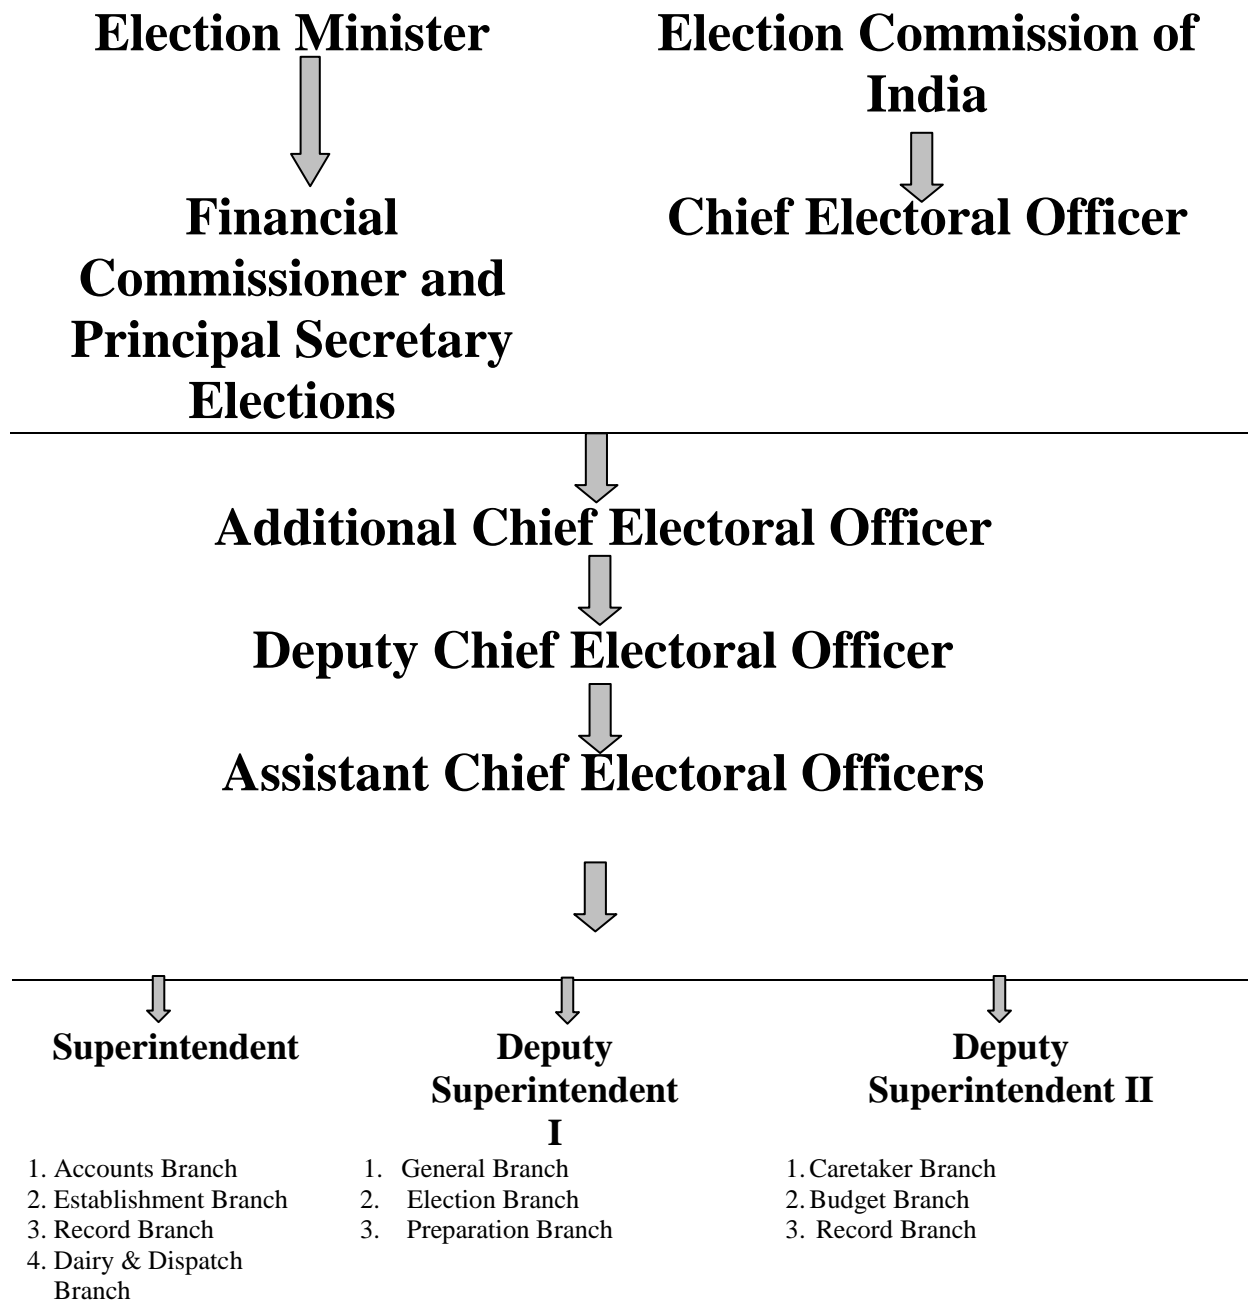 Election Minister
Election Commission of
India
Financial
Commissioner and
Principal Secretary
Elections
Chief Electoral Officer
Additional Chief Electoral Officer
Deputy Chief Electoral Officer
Assistant Chief Electoral Officers
Superintendent
1. Accounts Branch
2. Establishment Branch
3. Record Branch
4. Dairy & Dispatch
Branch
Deputy
Superintendent
I
1. General Branch
2. Election Branch
3. Preparation Branch
Deputy
Superintendent II
1. Caretaker Branch
2. Budget Branch
3. Record Branch